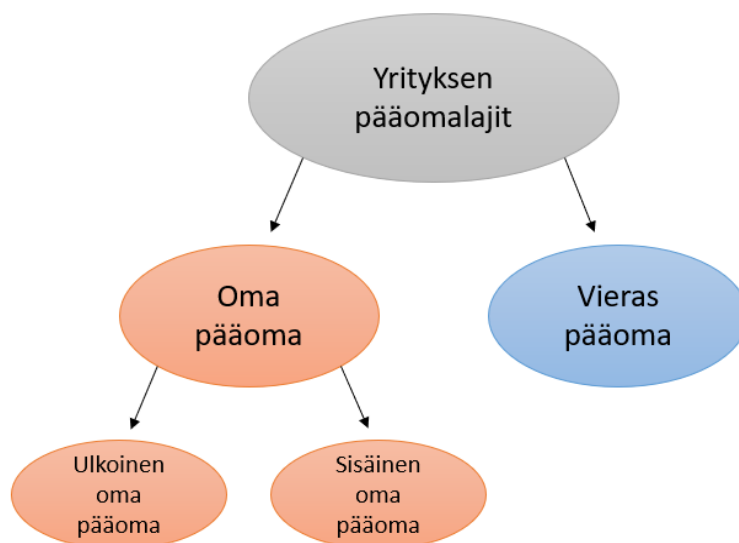 Yrityksen
pääomalajit
Oma
pääoma
Vieras
pääoma
Ulkoinen
oma
pääoma
Sisäinen
oma
pääoma